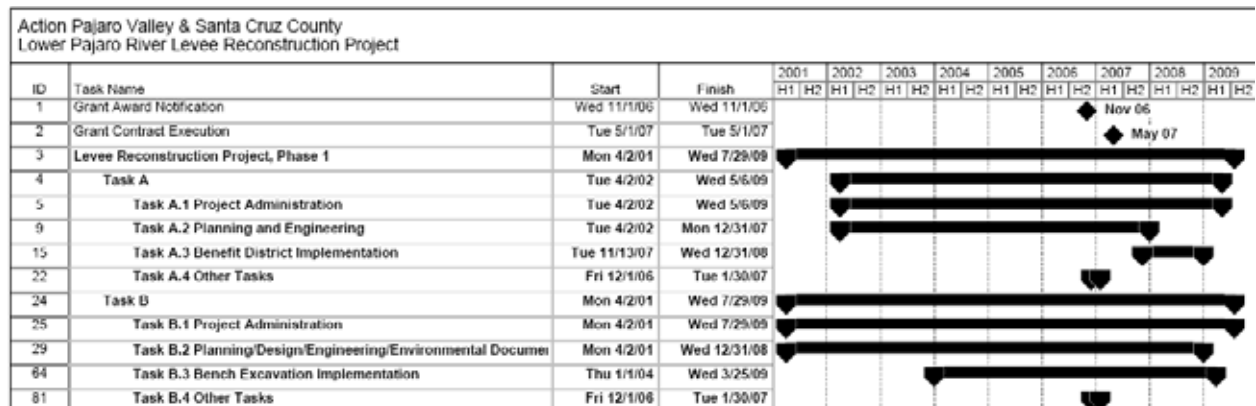 Action Pajaro Valley & Santa Cruz County
Lower Pajaro River Levee Reconstruction Project
2001 2002 2003 2004 2005 2006 2007 2008 2009
ID Task Name Start Finish H1 H2 H1 H2 H1 H2 H1 H2 H1 H2 H1 H2 H1 H2 H1 H2 H1 H2
1 Grant Award Notification Wed 11/1/06 Wed 11/1/06 Nov 06
2 Grant Contract Execution Tue 5/1/07 Tue 5/1/07 May 07
3 Levee Reconstruction Project, Phase 1 Mon 4/2/01 Wed 7/29/09
4 Task A Tue 4/2/02 Wed 5/6/09
5 Task A.1 Project Administration Tue 4/2/02 Wed 5/6/09
9 Task A.2 Planning and Engineering Tue 4/2/02 Mon 12/31/07
15 Task A.3 Benefit District Implementation Tue 11/13/07 Wed 12/31/08
22 Task A.4 Other Tasks Fri 12/1/06 Tue 1/30/07
24 Task B Mon 4/2/01 Wed 7/29/09
25 Task B.1 Project Administration Mon 4/2/01 Wed 7/29/09
29 Task B.2 Planning/Design/Engineering/Environmental Documen Mon 4/2/01 Wed 12/31/08
64 Task B.3 Bench Excavation Implementation Thu 1/1/04 Wed 3/25/09
81 Task B.4 Other Tasks Fri 12/1/06 Tue 1/30/07